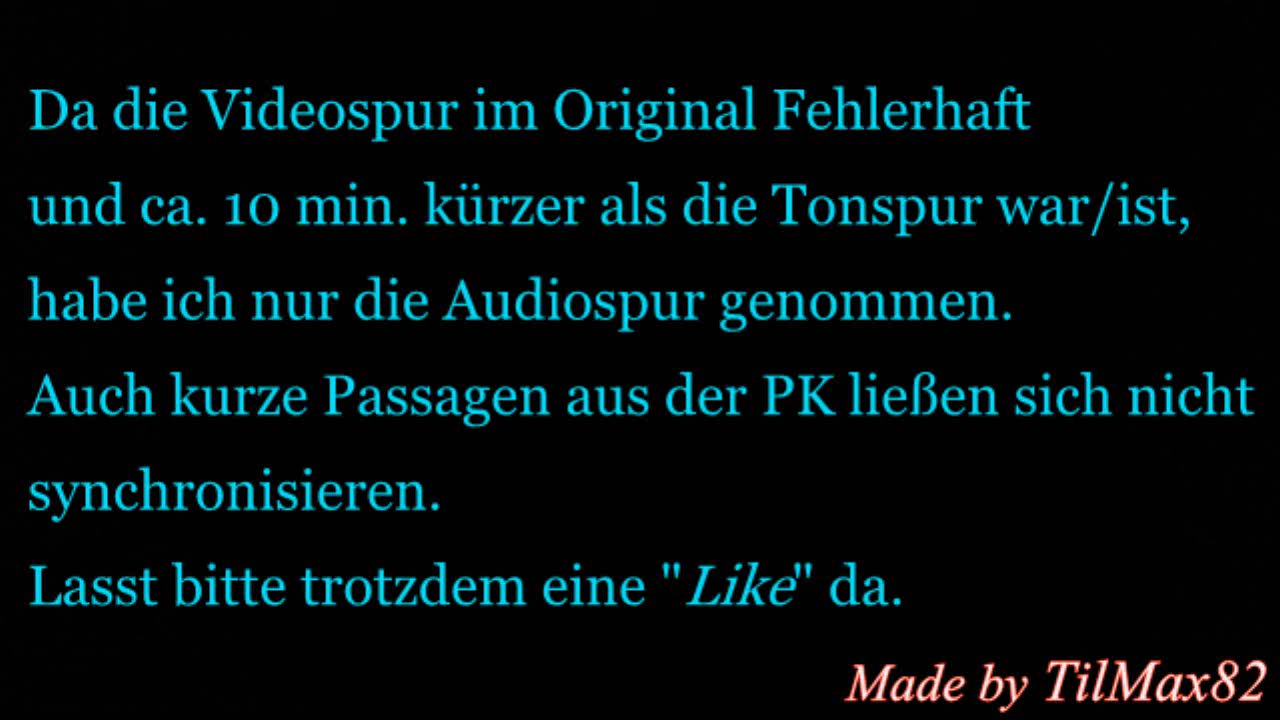 Da die Videospur im Original Fehlerhaft
und ca. 10 min. kürzer als die Tonspur war/ist,
habe ich nur die Audiospur genommen.
Auch kurze Passagen aus der PK ließen sich nicht
synchronisieren.
Lasst bitte trotzdem eine "Like" da.
Made by TilMax82